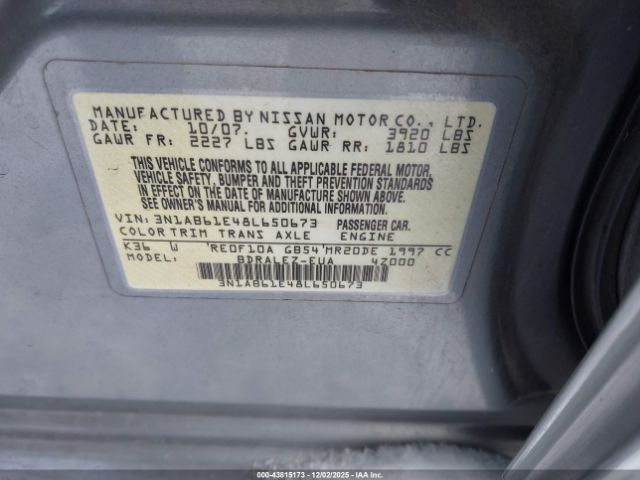 MANUFACTURED BY NISSAN MOTOR CO., LTD.
DATE: 10/07. GVWR: 3920 LBS
GAWR FR: 2227 LBS GAWR RR: 1810 LBS
THIS VEHICLE CONFORMS TO ALL APPLICABLE FEDERAL MOTOR
VEHICLE SAFETY, BUMPER AND THEFT PREVENTION STANDARDS
IN EFFECT ON THE DATE OF MANUFACTURE SHOWN ABOVE.
SEE OWNER'S MANUAL FOR ADDITIONAL INFORMATION.
VIN: 3N1AB61E48L650673 PASSENGER CAR.
COLOR TRIM TRANS AXLE ENGINE
K36 W 'RE0F10A GB54'MR20DE 1997 CC
MODEL: BDRALEZ-EUA 4Z000
3N1AB61E48L650673
000-43815173 - 12/02/2025 - IAA. Inc.